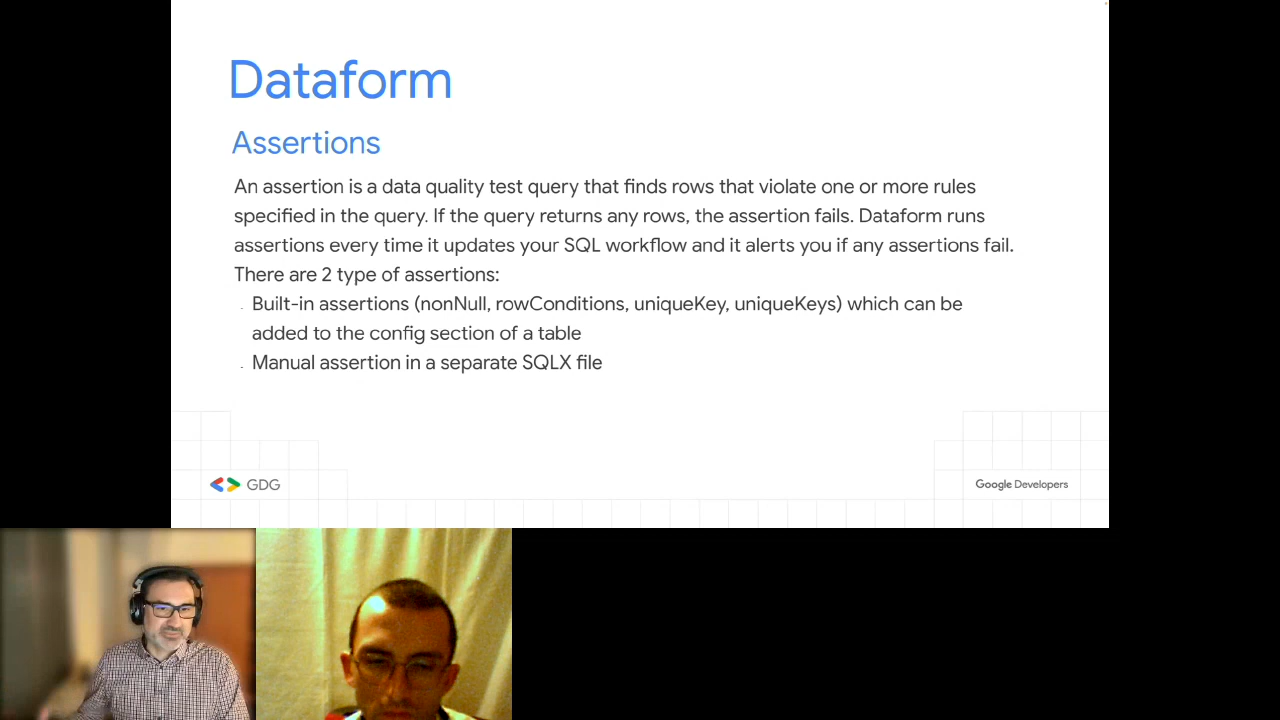 Dataform
Assertions
An assertion is a data quality test query that finds rows that violate one or more rules
specified in the query. If the query returns any rows, the assertion fails. Dataform runs
assertions every time it updates your SQL workflow and it alerts you if any assertions fail.
There are 2 type of assertions:
Built-in assertions (nonNull, rowConditions, uniqueKey, uniqueKeys) which can be
added to the config section of a table
Manual assertion in a separate SQLX file
GDG
Google Developers